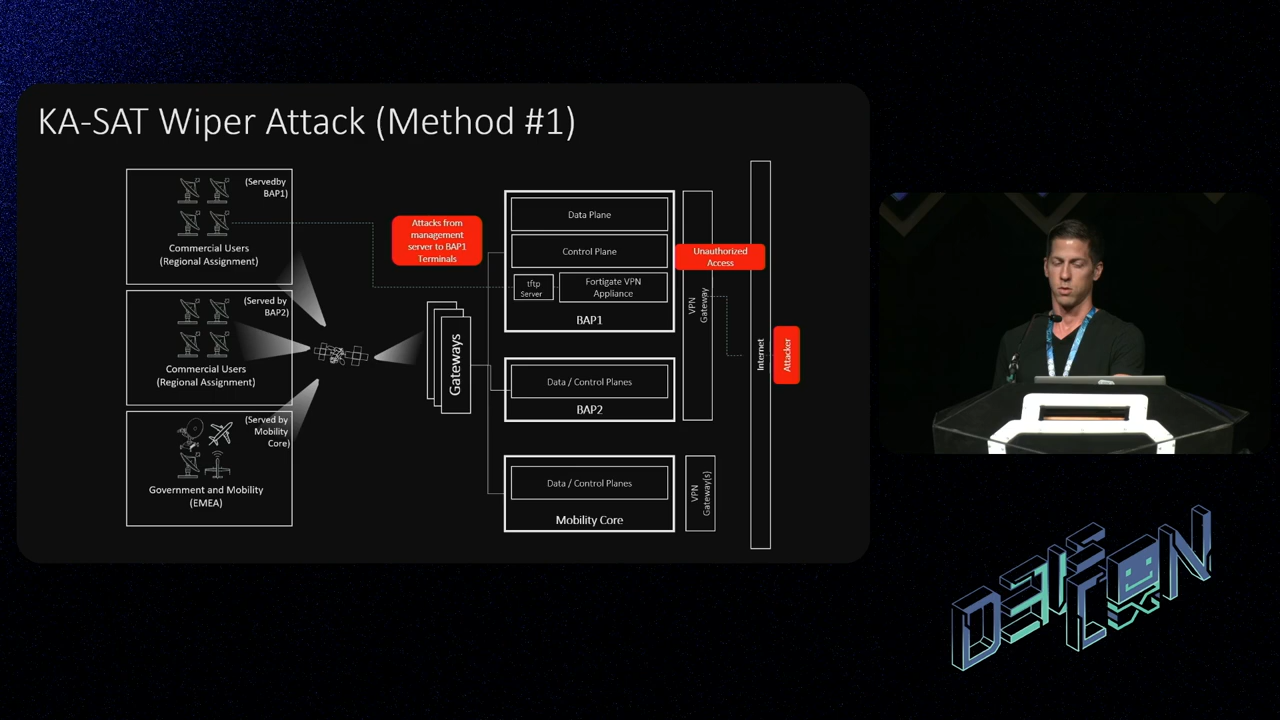 KA-SAT Wiper Attack (Method #1)
(Servedby
BAP1)
Commercial Users
(Regional Assignment)
(Served by
BAP2)
Commercial Users
(Regional Assignment)
(Served by
Mobility
Core)
Government and Mobility
(EMEA)
Attacks from
management
server to BAP1
Terminals
Gateways
Data Plane
Control Plane
tftp
Server
Fortigate VPN
Appliance
BAP1
Data / Control Planes
BAP2
Data / Control Planes
Mobility Core
Unauthorized
Access
VPN
Gateway
VPN
Gateway(s)
Internet
Attacker
DEF
CON